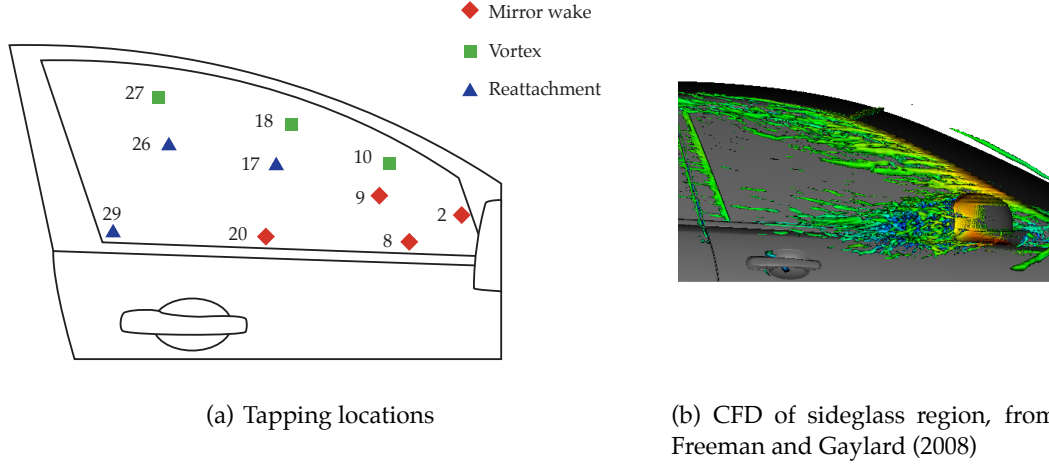 Mirror wake
Vortex
Reattachment
27
18
26
17
10
9
2
29
20
8
(a) Tapping locations
(b) CFD of sideglass region, from
Freeman and Gaylard (2008)